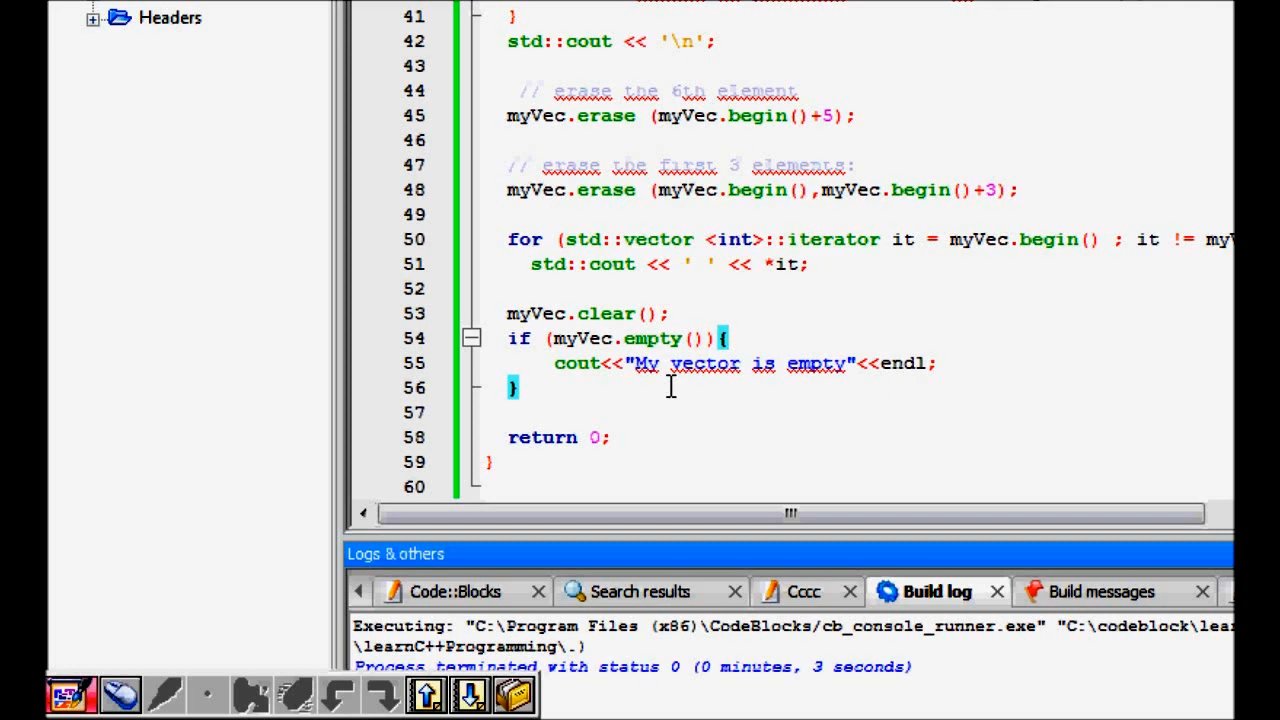 Headers
41 }
42 std::cout << '\n';
43
44 // erase the 6th element
45 myVec.erase (myVec.begin()+5);
46
47 // erase the first 3 elements:
48 myVec.erase (myVec.begin(),myVec.begin()+3);
49
50 for (std::vector <int>::iterator it = myVec.begin() ; it != myV
51 std::cout << ' ' << *it;
52
53 myVec.clear();
54 if (myVec.empty()){
55 cout<<"My vector is empty"<<endl;
56 }
57
58 return 0;
59 }
60
Logs & others
Code::Blocks Search results Cccc Build log Build messages
Executing: "C:\Program Files (x86)\CodeBlocks/cb_console_runner.exe" "C:\codeblock\lear
\learnC++Programming\.)
Process terminated with status 0 (0 minutes, 3 seconds)